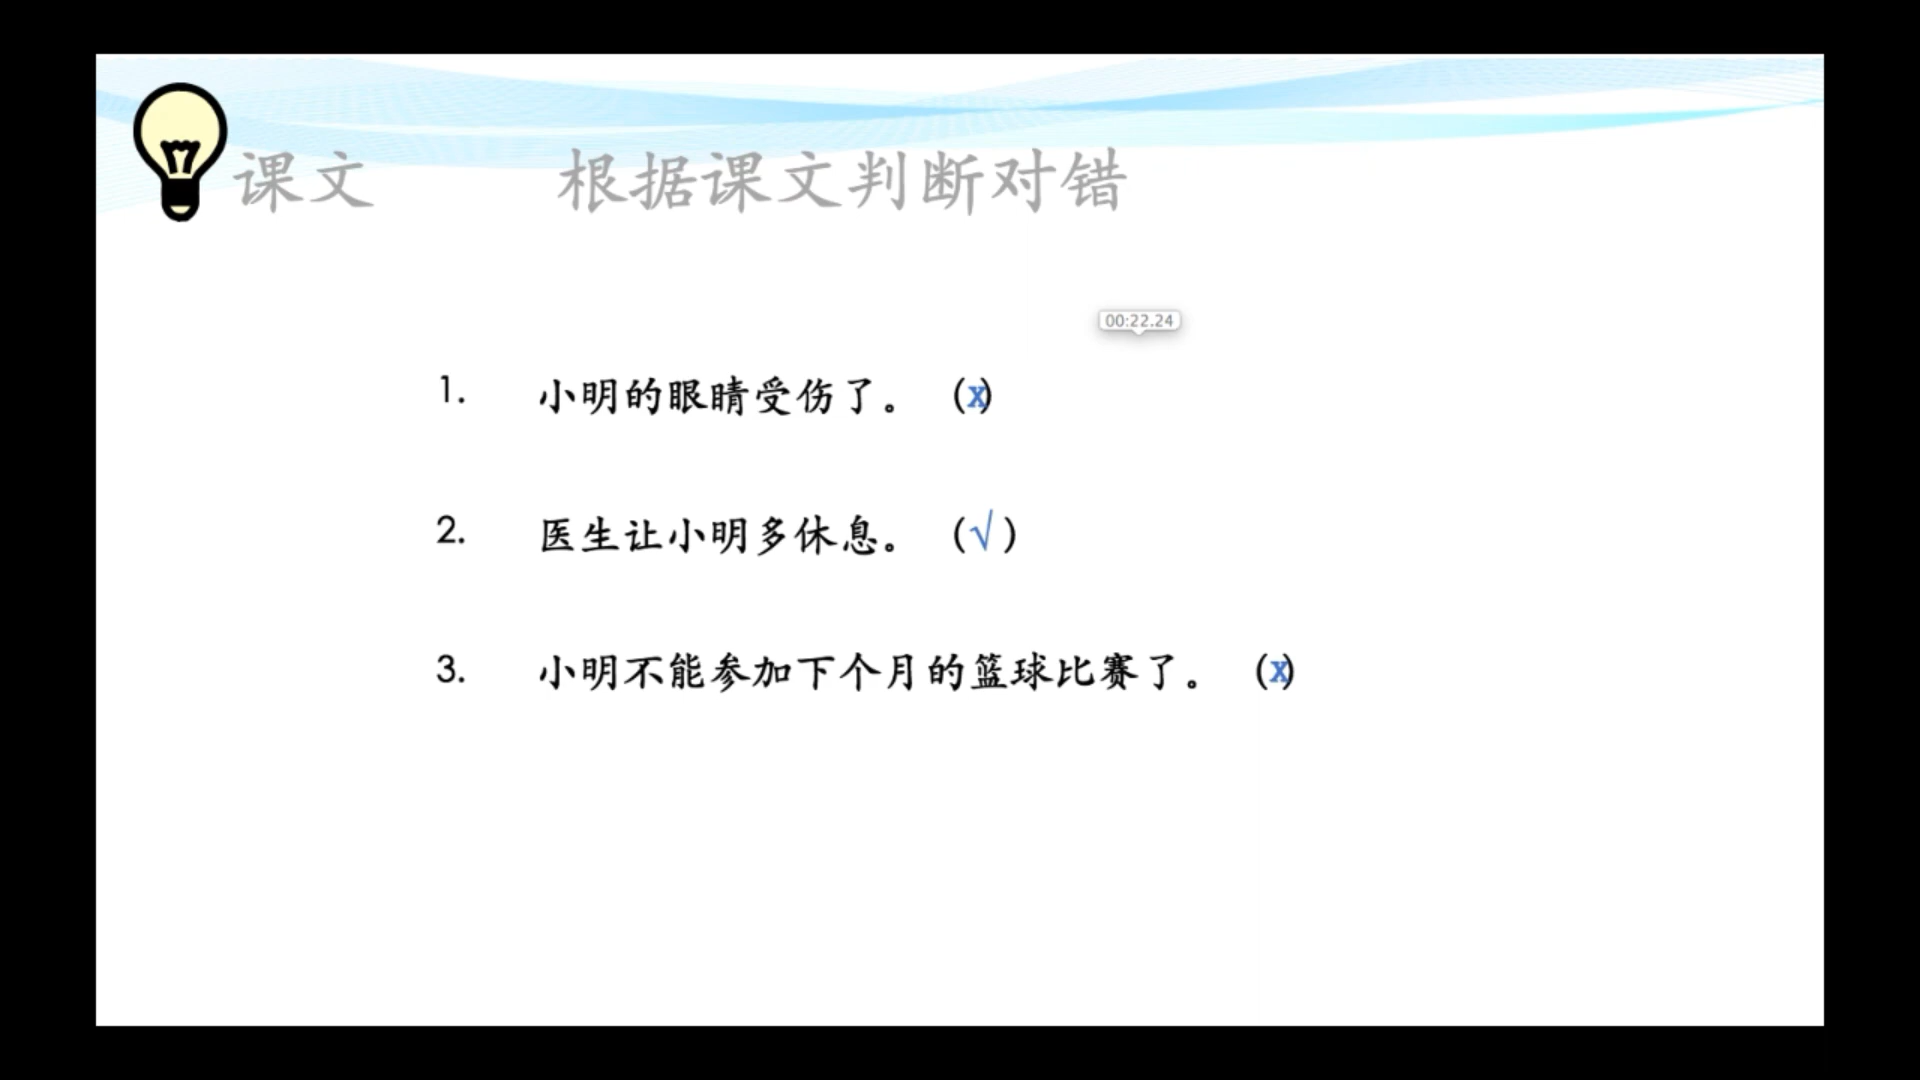 课文 根据课文判断对错
00:22.24
1. 小明的眼睛受伤了。 (x)
2. 医生让小明多休息。 (√)
3. 小明不能参加下个月的篮球比赛了。 (x)